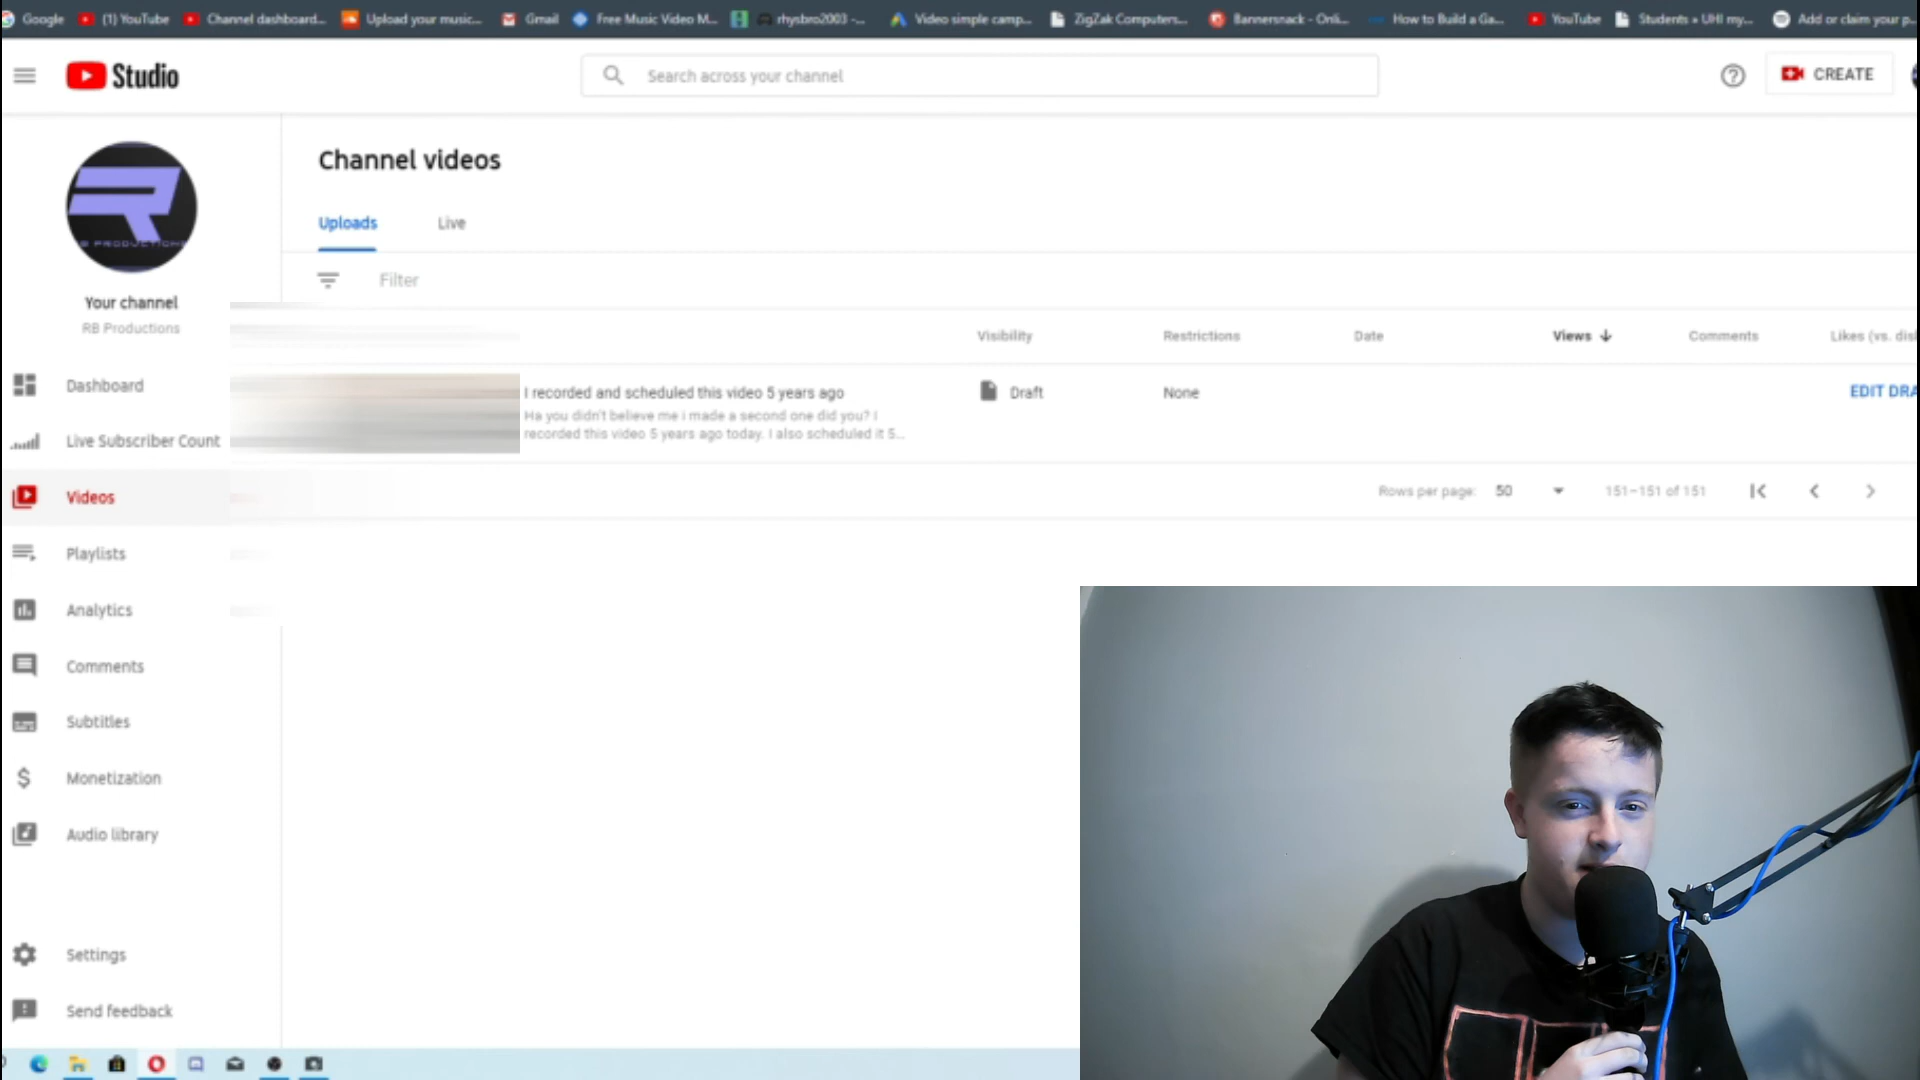 Google
(1) YouTube
Channel dashboard...
Upload your music...
Gmail
Free Music Video M...
rhysbro2003 -...
Video simple camp...
ZigZak Computers...
Bannersnack - Onli...
How to Build a Ga...
YouTube
Students » UHI my...
Add or claim your p...
Studio
Search across your channel
CREATE
Channel videos
Uploads
Live
Filter
PRODUCTIONS
Your channel
RB Productions
Visibility
Restrictions
Date
Views
Comments
Likes (vs. dis
Dashboard
I recorded and scheduled this video 5 years ago
Ha you didn't believe me i made a second one did you? I
recorded this video 5 years ago today. I also scheduled it 5...
Draft
None
EDIT DRA
Live Subscriber Count
Videos
Rows per page:
50
151–151 of 151
Playlists
Analytics
Comments
Subtitles
Monetization
Audio library
Settings
Send feedback